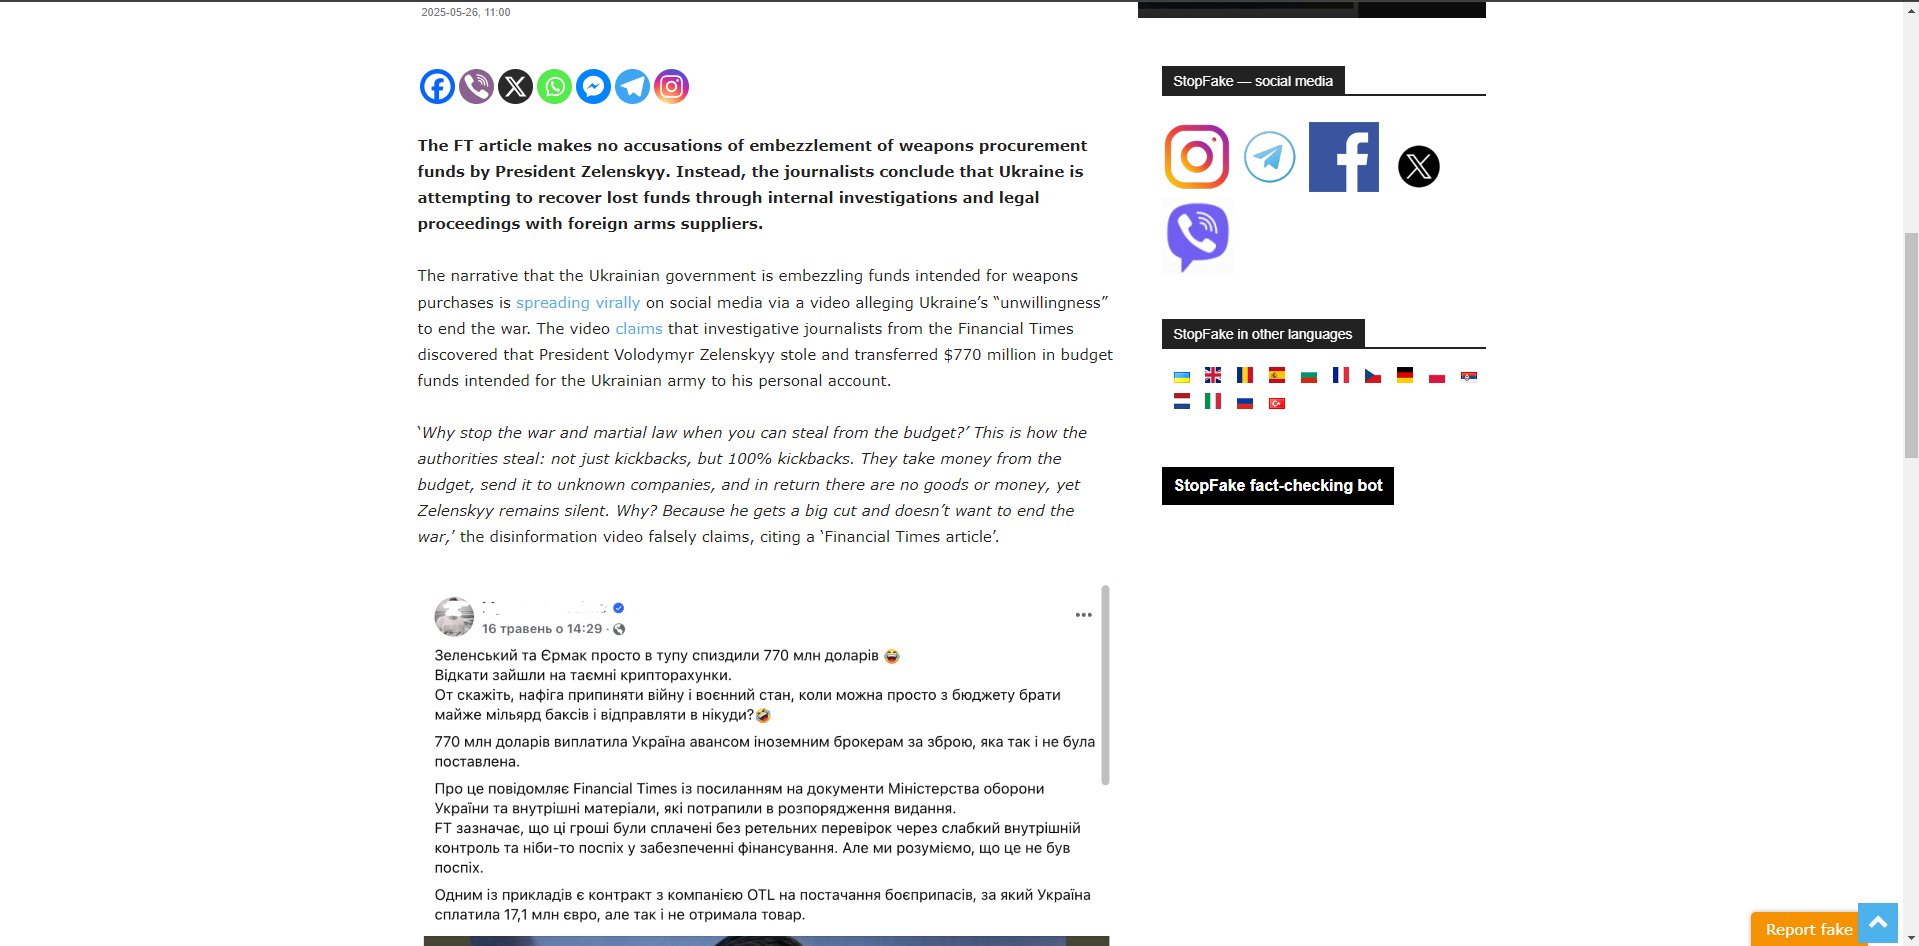 2025-05-26, 11:00
The FT article makes no accusations of embezzlement of weapons procurement
funds by President Zelenskyy. Instead, the journalists conclude that Ukraine is
attempting to recover lost funds through internal investigations and legal
proceedings with foreign arms suppliers.
The narrative that the Ukrainian government is embezzling funds intended for weapons
purchases is spreading virally on social media via a video alleging Ukraine’s “unwillingness”
to end the war. The video claims that investigative journalists from the Financial Times
discovered that President Volodymyr Zelenskyy stole and transferred $770 million in budget
funds intended for the Ukrainian army to his personal account.
‘Why stop the war and martial law when you can steal from the budget?’ This is how the
authorities steal: not just kickbacks, but 100% kickbacks. They take money from the
budget, send it to unknown companies, and in return there are no goods or money, yet
Zelenskyy remains silent. Why? Because he gets a big cut and doesn’t want to end the
war,’ the disinformation video falsely claims, citing a ‘Financial Times article’.
16 травень о 14:29 ·
Зеленський та Єрмак просто в тупу спиздили 770 млн доларів 😂
Відкати зайшли на таємні крипторахунки.
От скажіть, нафіга припиняти війну і воєнний стан, коли можна просто з бюджету брати
майже мільярд баксів і відправляти в нікуди?🤣
770 млн доларів виплатила Україна авансом іноземним брокерам за зброю, яка так і не була
поставлена.
Про це повідомляє Financial Times із посиланням на документи Міністерства оборони
України та внутрішні матеріали, які потрапили в розпорядження видання.
FT зазначає, що ці гроші були сплачені без ретельних перевірок через слабкий внутрішній
контроль та ніби-то поспіх у забезпеченні фінансування. Але ми розуміємо, що це не був
поспіх.
Одним із прикладів є контракт з компанією OTL на постачання боєприпасів, за який Україна
сплатила 17,1 млн євро, але так і не отримала товар.
StopFake — social media
StopFake in other languages
StopFake fact-checking bot
Report fake